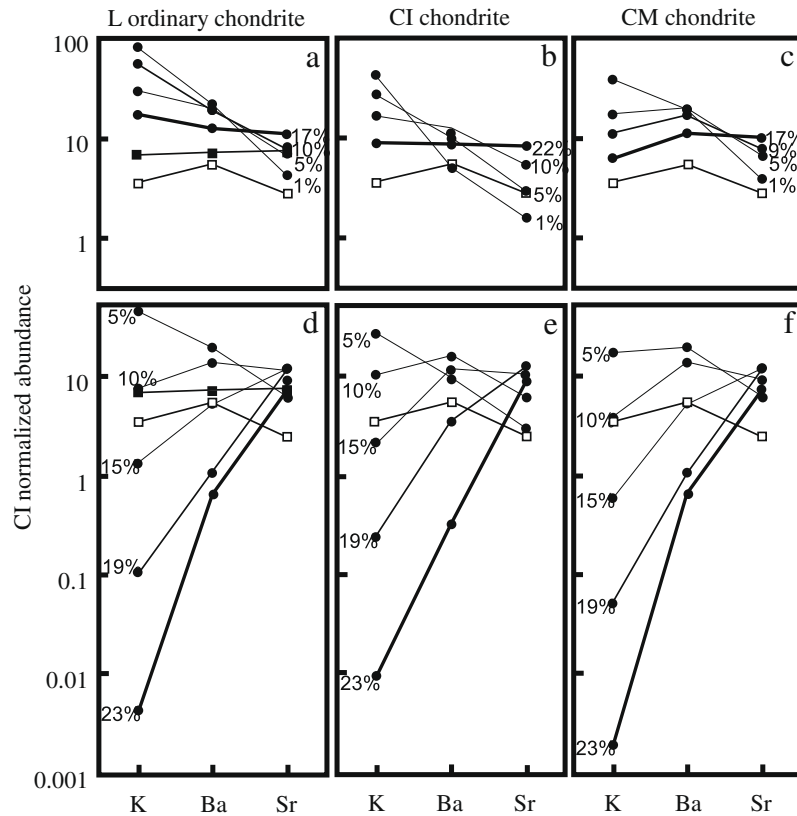 L ordinary chondrite
CI chondrite
CM chondrite
CI normalized abundance
100
10
1
a
17%
10%
5%
1%
b
22%
10%
5%
1%
c
17%
9%
5%
1%
10
1
0.1
0.01
0.001
d
5%
10%
15%
19%
23%
e
5%
10%
15%
19%
23%
f
5%
10%
15%
19%
23%
K Ba Sr
K Ba Sr
K Ba Sr